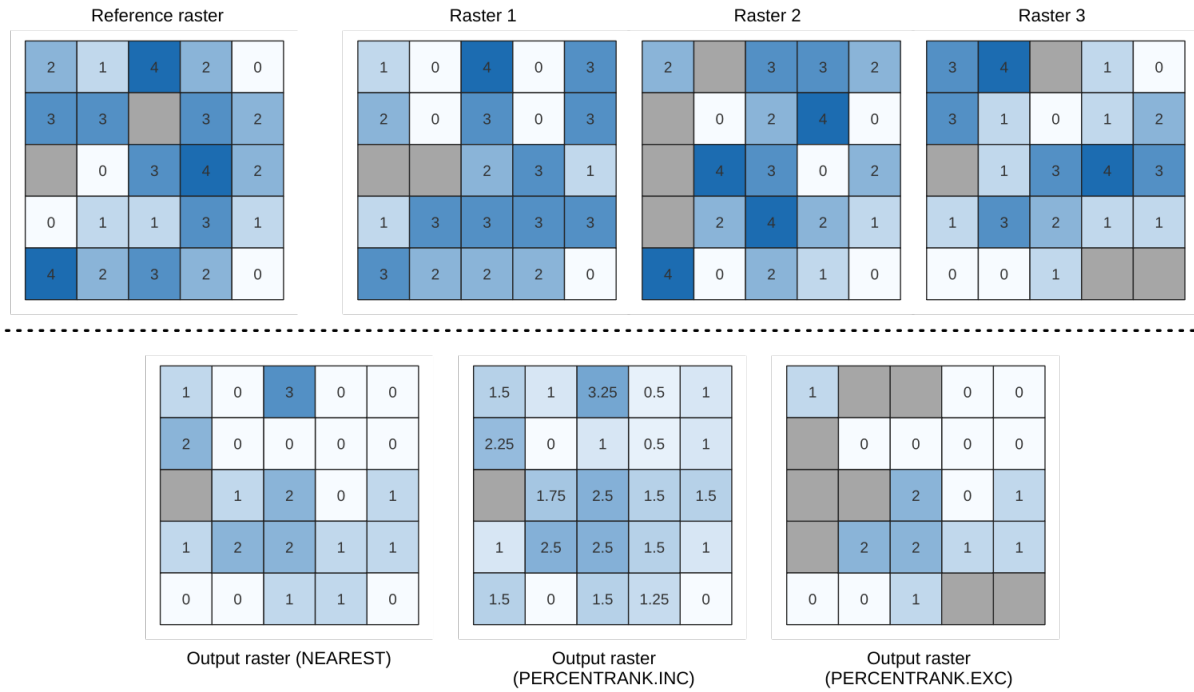 Reference raster
Raster 1
Raster 2
Raster 3
2 1 4 2 0
1 0 4 0 3
2 3 3 2
3 4 1 0
3 3 3 2
2 0 3 0 3
0 2 4 0
3 1 0 1 2
0 3 4 2
2 3 1
4 3 0 2
1 3 4 3
0 1 1 3 1
1 3 3 3 3
2 4 2 1
1 3 2 1 1
4 2 3 2 0
3 2 2 2 0
4 0 2 1 0
0 0 1
1 0 3 0 0
1.5 1 3.25 0.5 1
1 0 0
2 0 0 0 0
2.25 0 1 0.5 1
0 0 0 0
1 2 0 1
1.75 2.5 1.5 1.5
2 0 1
1 2 2 1 1
1 2.5 2.5 1.5 1
2 2 1 1
0 0 1 1 0
1.5 0 1.5 1.25 0
0 0 1
Output raster (NEAREST)
Output raster
(PERCENTRANK.INC)
Output raster
(PERCENTRANK.EXC)